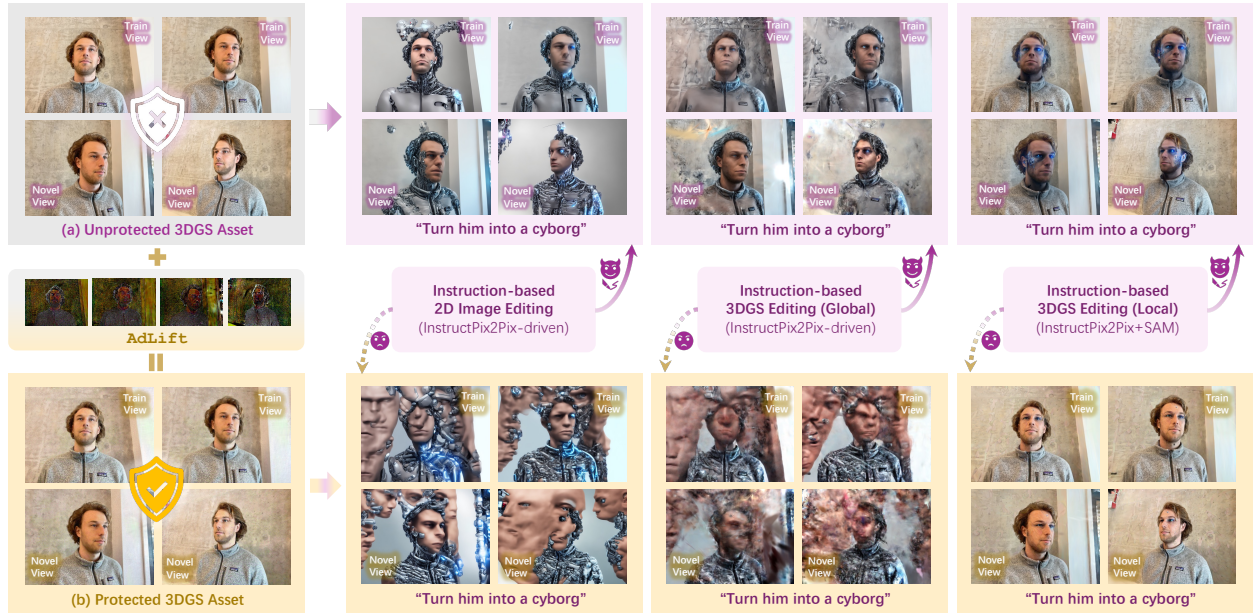 Train
View
Train
View
Novel
View
Novel
View
(a) Unprotected 3DGS Asset
Train
View
Train
View
Novel
View
Novel
View
"Turn him into a cyborg"
Train
View
Train
View
Novel
View
Novel
View
"Turn him into a cyborg"
Train
View
Train
View
Novel
View
Novel
View
"Turn him into a cyborg"
AdLift
Instruction-based
2D Image Editing
(InstructPix2Pix-driven)
Instruction-based
3DGS Editing (Global)
(InstructPix2Pix-driven)
Instruction-based
3DGS Editing (Local)
(InstructPix2Pix+SAM)
Train
View
Train
View
Novel
View
Novel
View
(b) Protected 3DGS Asset
Train
View
Train
View
Novel
View
Novel
View
"Turn him into a cyborg"
Train
View
Train
View
Novel
View
Novel
View
"Turn him into a cyborg"
Train
View
Train
View
Novel
View
Novel
View
"Turn him into a cyborg"